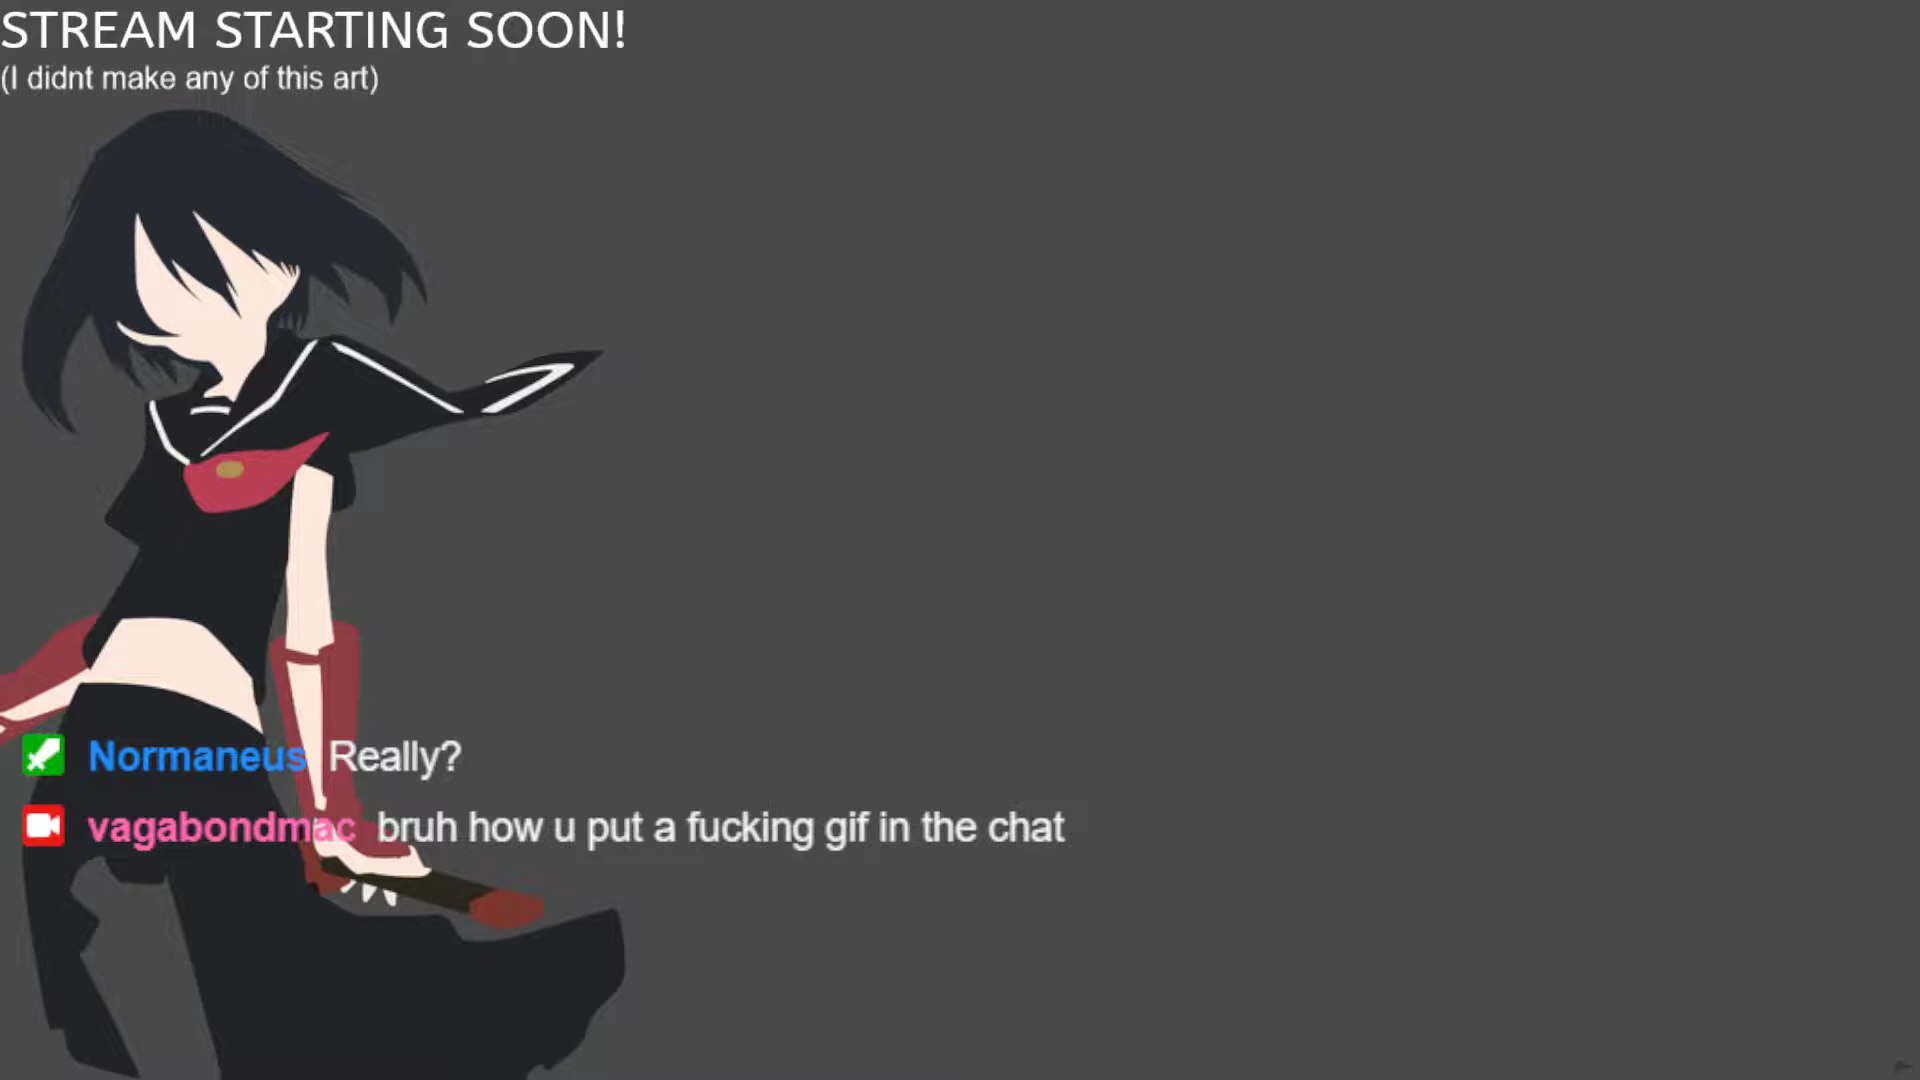 STREAM STARTING SOON!
(I didnt make any of this art)
Normaneus Really?
vagabondmac bruh how u put a fucking gif in the chat